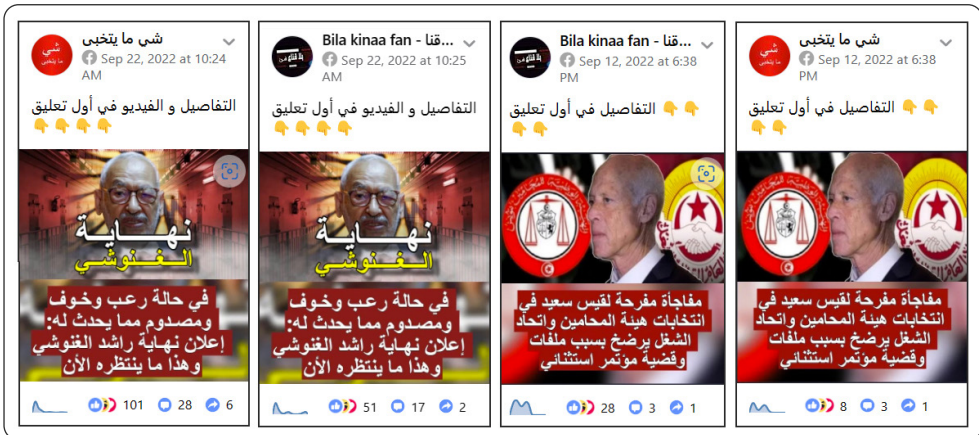 شي ما يتخبى
Sep 22, 2022 at 10:24
AM
التفاصيل و الفيديو في أول تعليق
👇👇👇👇
نهاية
الغنوشي
في حالة رعب وخوف
ومصدوم مما يحدث له:
إعلان نهاية راشد الغنوشي
وهذا ما ينتظره الأن
101 28 6
Bila kinaa fan - قنا...
Sep 22, 2022 at 10:25
AM
التفاصيل و الفيديو في أول تعليق
👇👇👇👇
نهاية
الغنوشي
في حالة رعب وخوف
ومصدوم مما يحدث له:
إعلان نهاية راشد الغنوشي
وهذا ما ينتظره الأن
51 17 2
Bila kinaa fan - قنا...
Sep 12, 2022 at 6:38
PM
👇👇 التفاصيل في أول تعليق
👇👇
مفاجأة مفرحة لقيس سعيد في
انتخابات هيئة المحامين واتحاد
الشغل يرضخ بسبب ملفات
وقضية مؤتمر استثنائي
28 3 1
شي ما يتخبى
Sep 12, 2022 at 6:38
PM
👇👇 التفاصيل في أول تعليق
👇👇
مفاجأة مفرحة لقيس سعيد في
انتخابات هيئة المحامين واتحاد
الشغل يرضخ بسبب ملفات
وقضية مؤتمر استثنائي
8 3 1